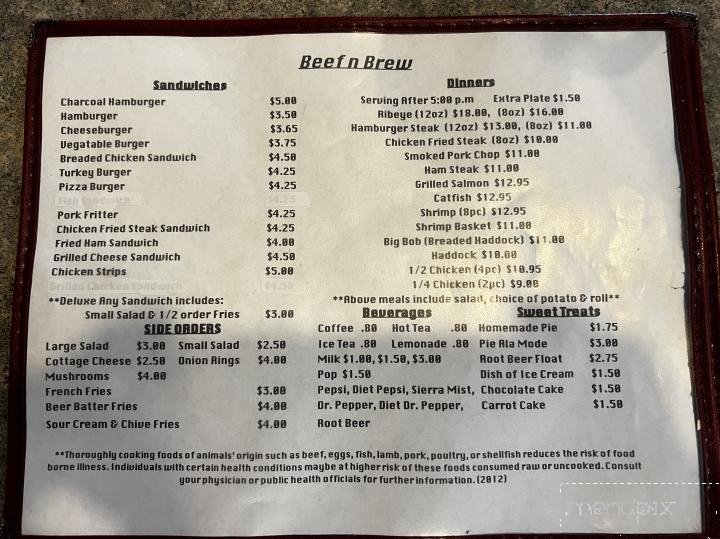 Beef n Brew
Sandwiches
Charcoal Hamburger $5.00
Hamburger $3.50
Cheeseburger $3.65
Vegatable Burger $3.75
Breaded Chicken Sandwich $4.50
Turkey Burger $4.25
Pizza Burger $4.25
Fish Sandwich $4.25
Pork Fritter $4.25
Chicken Fried Steak Sandwich $4.25
Fried Ham Sandwich $4.00
Grilled Cheese Sandwich $4.50
Chicken Strips $5.00
Grilled Chicken Sandwich $4.50
**Deluxe Any Sandwich includes:
Small Salad & 1/2 order Fries $3.00
SIDE ORDERS
Large Salad $3.00 Small Salad $2.50
Cottage Cheese $2.50 Onion Rings $4.00
Mushrooms $4.00
French Fries $3.00
Beer Batter Fries $4.00
Sour Cream & Chive Fries $4.00
Dinners
Serving After 5:00 p.m Extra Plate $1.50
Ribeye (12oz) $18.00, (8oz) $16.00
Hamburger Steak (12oz) $13.00, (8oz) $11.00
Chicken Fried Steak (8oz) $10.00
Smoked Pork Chop $11.00
Ham Steak $11.00
Grilled Salmon $12.95
Catfish $12.95
Shrimp (8pc) $12.95
Shrimp Basket $11.00
Big Bob (Breaded Haddock) $11.00
Haddock $10.00
1/2 Chicken (4pc) $10.95
1/4 Chicken (2pc) $9.00
**Above meals include salad, choice of potato & roll**
Beverages
Coffee .80 Hot Tea .80
Ice Tea .80 Lemonade .80
Milk $1.00, $1.50, $3.00
Pop $1.50
Pepsi, Diet Pepsi, Sierra Mist,
Dr. Pepper, Diet Dr. Pepper,
Root Beer
Sweet Treats
Homemade Pie $1.75
Pie Ala Mode $3.00
Root Beer Float $2.75
Dish of Ice Cream $1.50
Chocolate Cake $1.50
Carrot Cake $1.50
**Thoroughly cooking foods of animals' origin such as beef, eggs, fish, lamb, pork, poultry, or shellfish reduces the risk of food
borne illness. Individuals with certain health conditions maybe at higher risk of these foods consumed raw or uncooked. Consult
your physician or public health officials for further information. (2012)
menupix